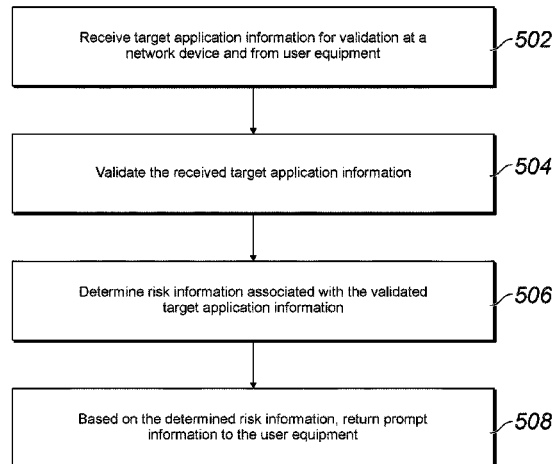 Receive target application information for validation at a
network device and from user equipment
502
Validate the received target application information
504
Determine risk information associated with the validated
target application information
506
Based on the determined risk information, return prompt
information to the user equipment
508